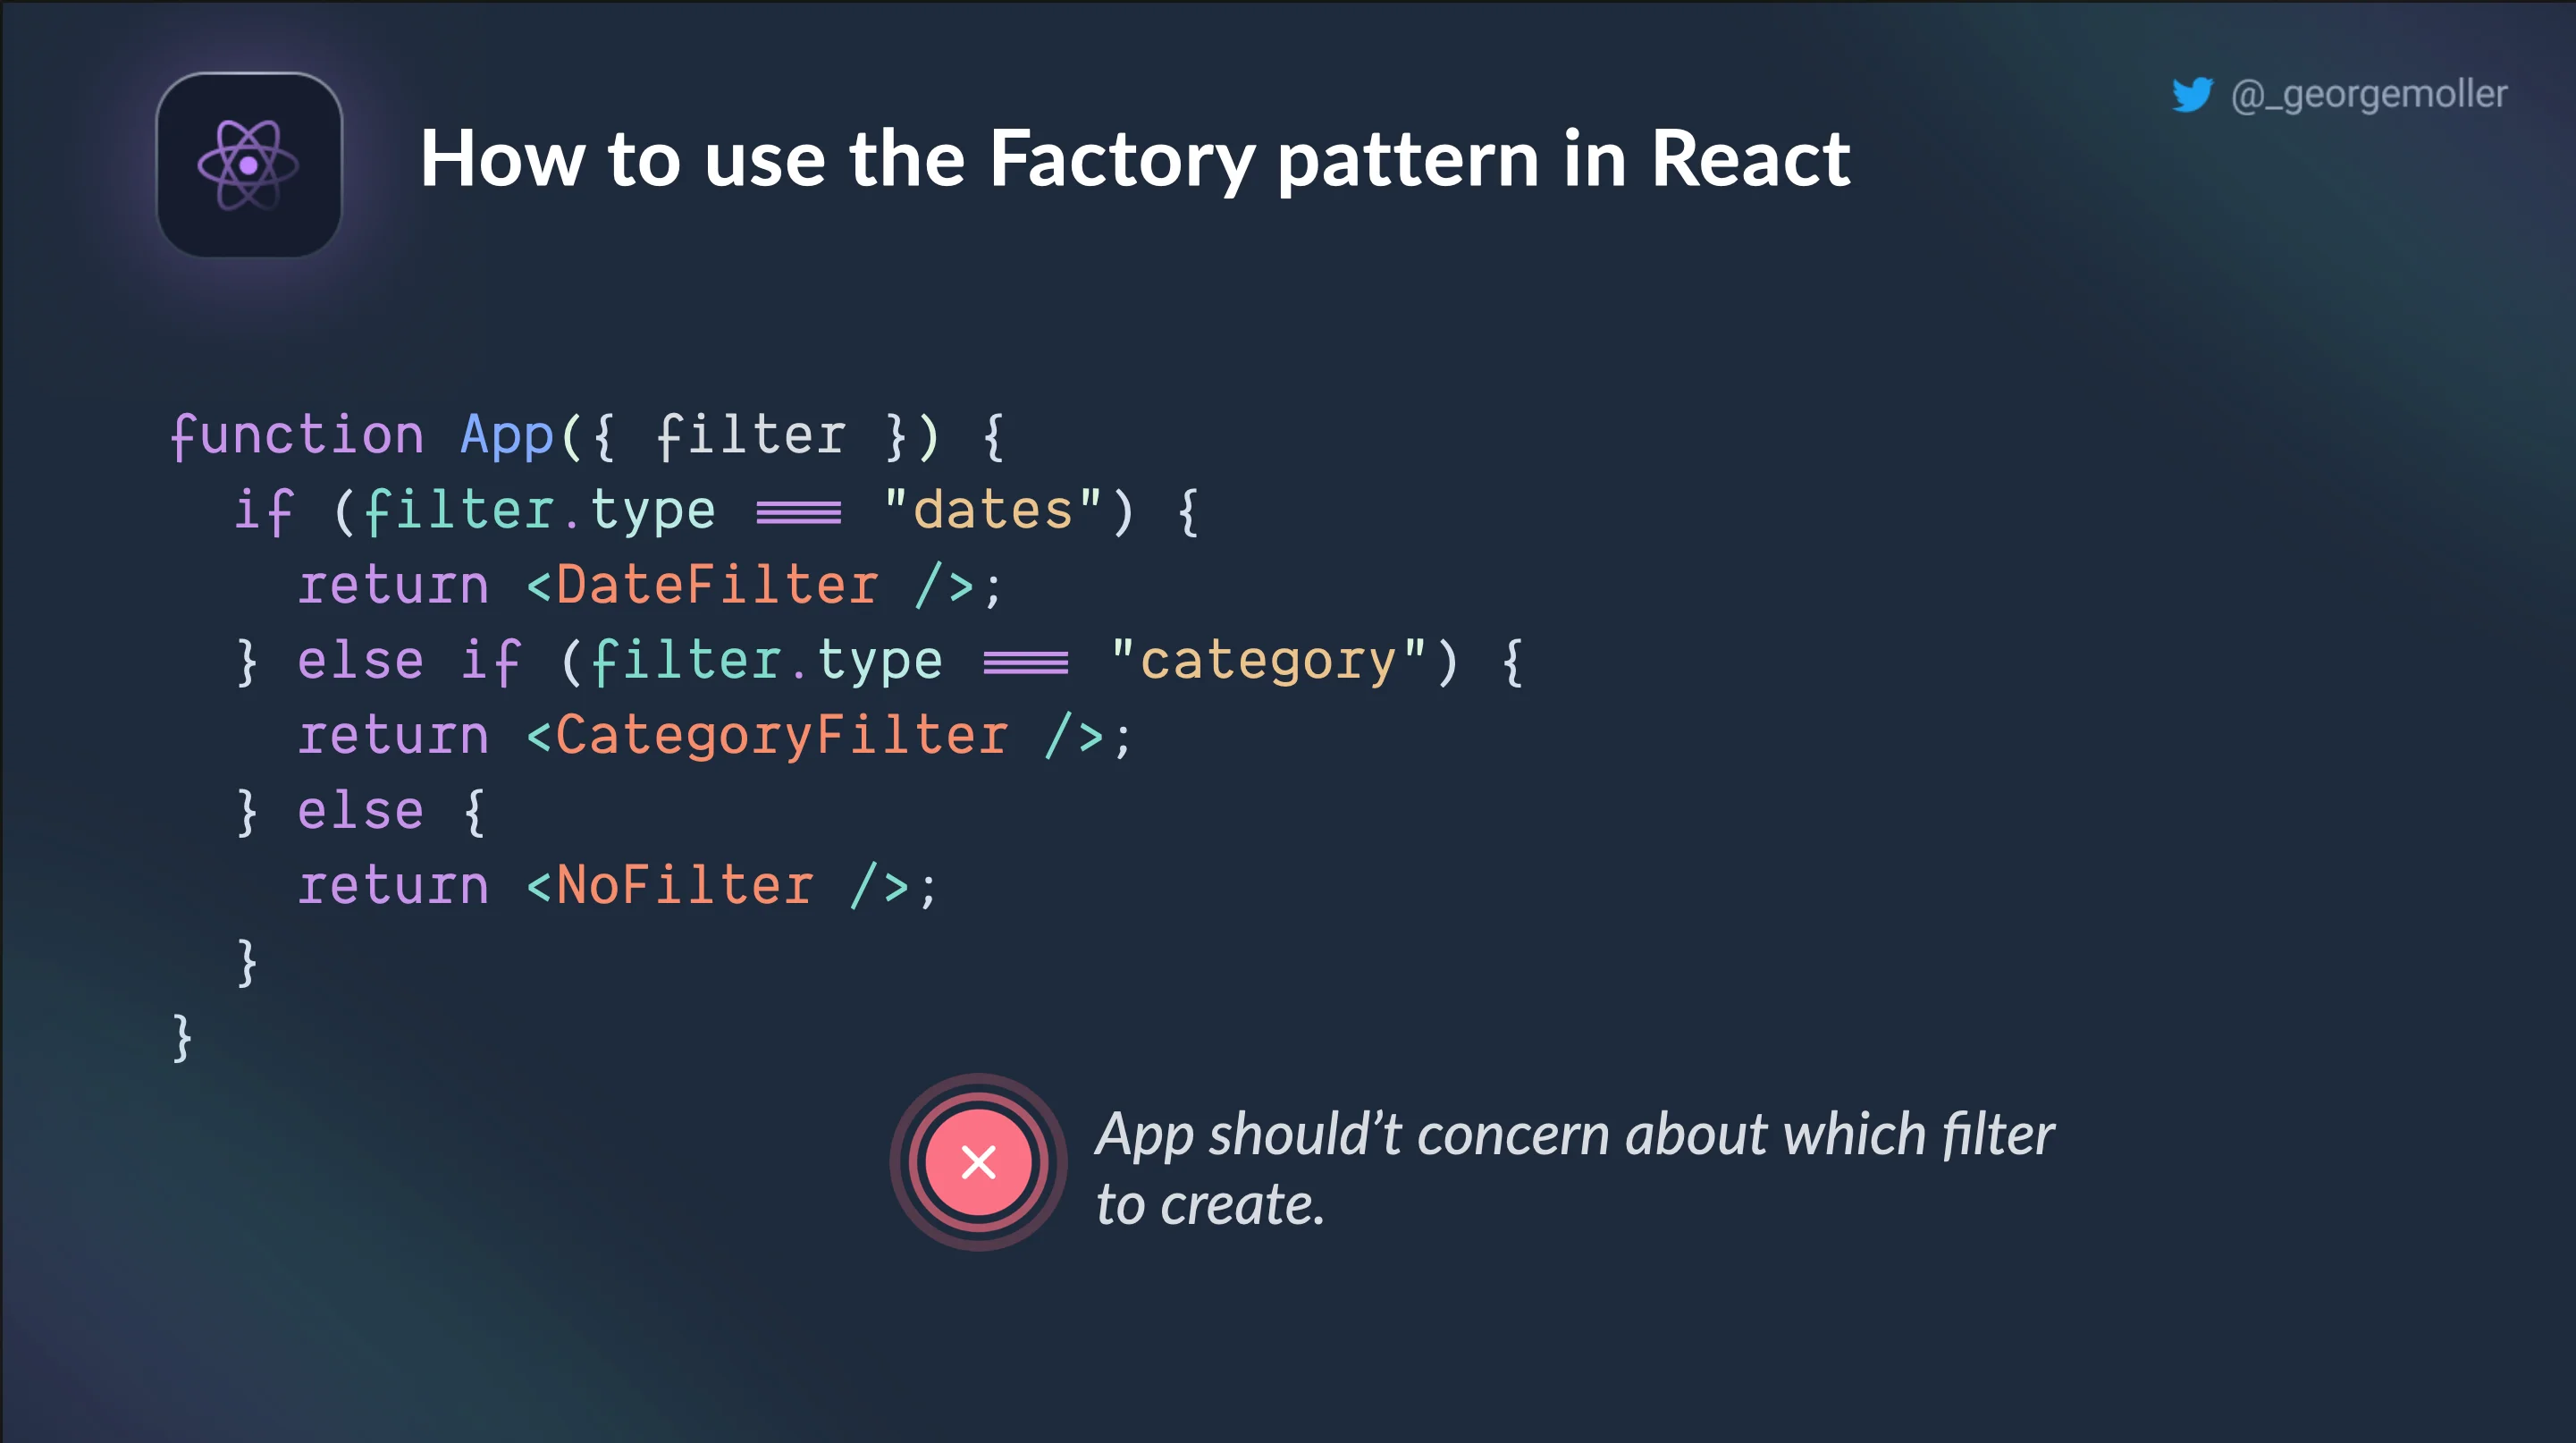 How to use the Factory pattern in React
@_georgemoller
function App({ filter }) {
  if (filter.type === "dates") {
    return <DateFilter />;
  } else if (filter.type === "category") {
    return <CategoryFilter />;
  } else {
    return <NoFilter />;
  }
}
App should’t concern about which filter
to create.